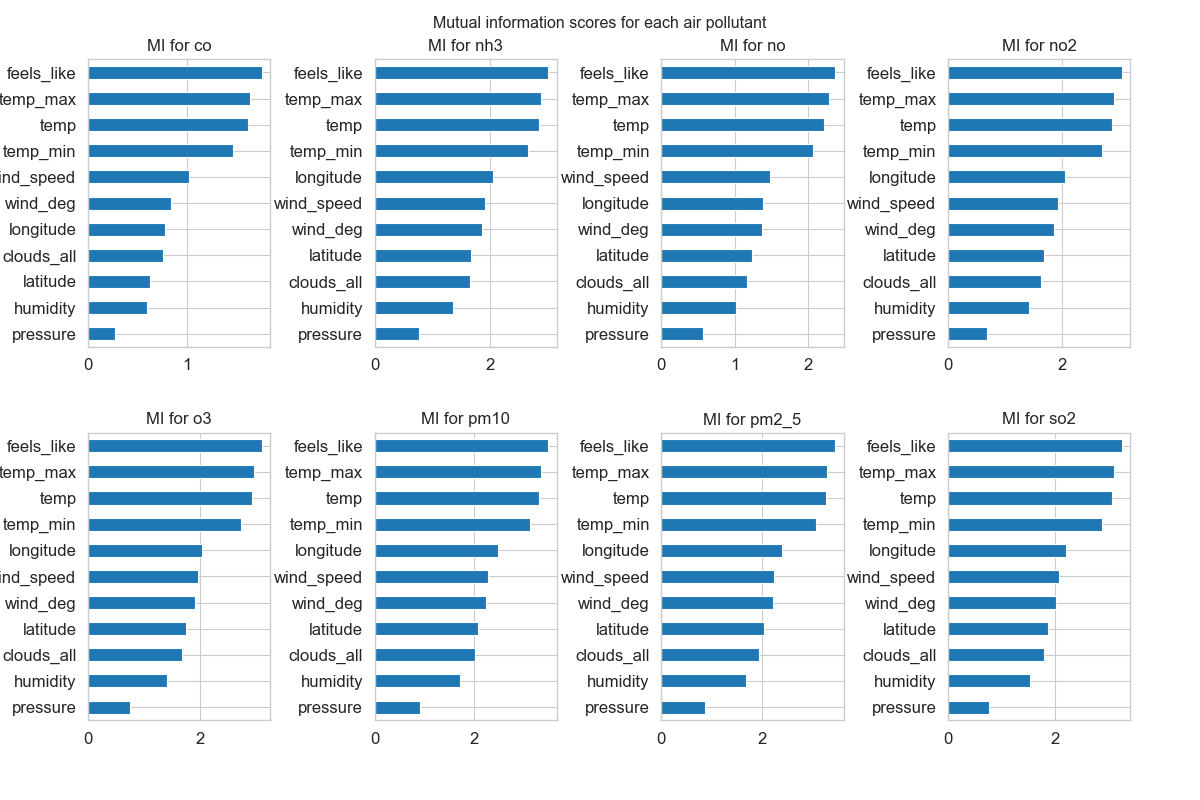 Mutual information scores for each air pollutant
MI for co
feels_like
temp_max
temp
temp_min
ind_speed
wind_deg
longitude
clouds_all
latitude
humidity
pressure
0 1
MI for nh3
feels_like
temp_max
temp
temp_min
longitude
wind_speed
wind_deg
latitude
clouds_all
humidity
pressure
0 2
MI for no
feels_like
temp_max
temp
temp_min
wind_speed
longitude
wind_deg
latitude
clouds_all
humidity
pressure
0 1 2
MI for no2
feels_like
temp_max
temp
temp_min
longitude
wind_speed
wind_deg
latitude
clouds_all
humidity
pressure
0 2
MI for o3
feels_like
temp_max
temp
temp_min
longitude
ind_speed
wind_deg
latitude
clouds_all
humidity
pressure
0 2
MI for pm10
feels_like
temp_max
temp
temp_min
longitude
wind_speed
wind_deg
latitude
clouds_all
humidity
pressure
0 2
MI for pm2_5
feels_like
temp_max
temp
temp_min
longitude
wind_speed
wind_deg
latitude
clouds_all
humidity
pressure
0 2
MI for so2
feels_like
temp_max
temp
temp_min
longitude
wind_speed
wind_deg
latitude
clouds_all
humidity
pressure
0 2